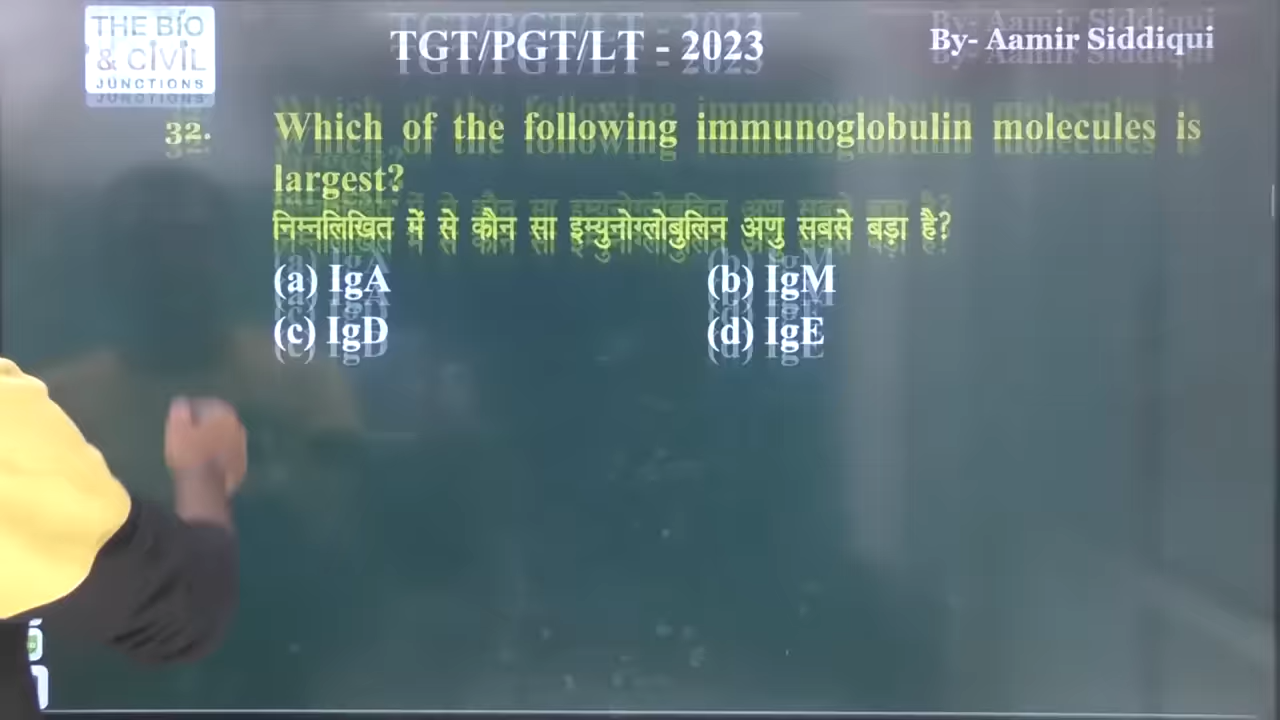 THE BIO
& CIVIL
JUNCTIONS
TGT/PGT/LT - 2023
By- Aamir Siddiqui
32. Which of the following immunoglobulin molecules is
largest?
निम्नलिखित में से कौन सा इम्युनोग्लोबुलिन अणु सबसे बड़ा है?
(a) IgA (b) IgM
(c) IgD (d) IgE